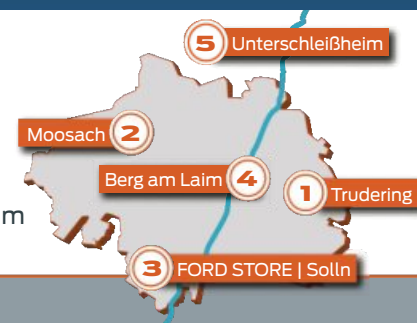 5 Unterschleißheim
Moosach 2
Berg am Laim 4
1 Trudering
m
3 FORD STORE | Solln